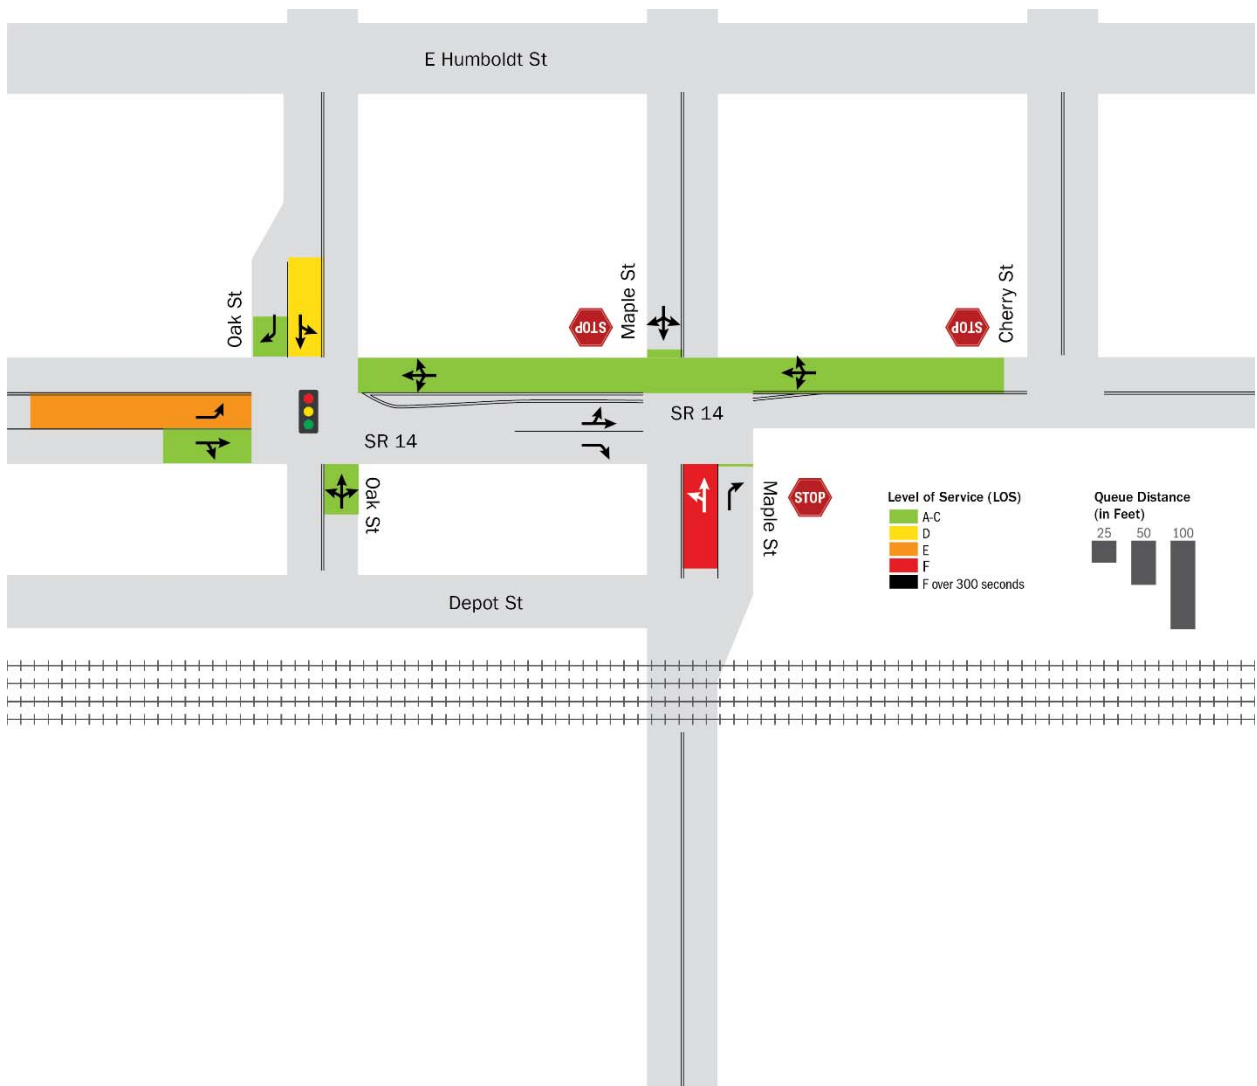 E Humboldt St
Oak St
Maple St
STOP
Cherry St
STOP
SR 14
SR 14
Oak St
Maple St
STOP
Level of Service (LOS)
A-C
D
E
F
F over 300 seconds
Queue Distance
(in Feet)
25 50 100
Depot St